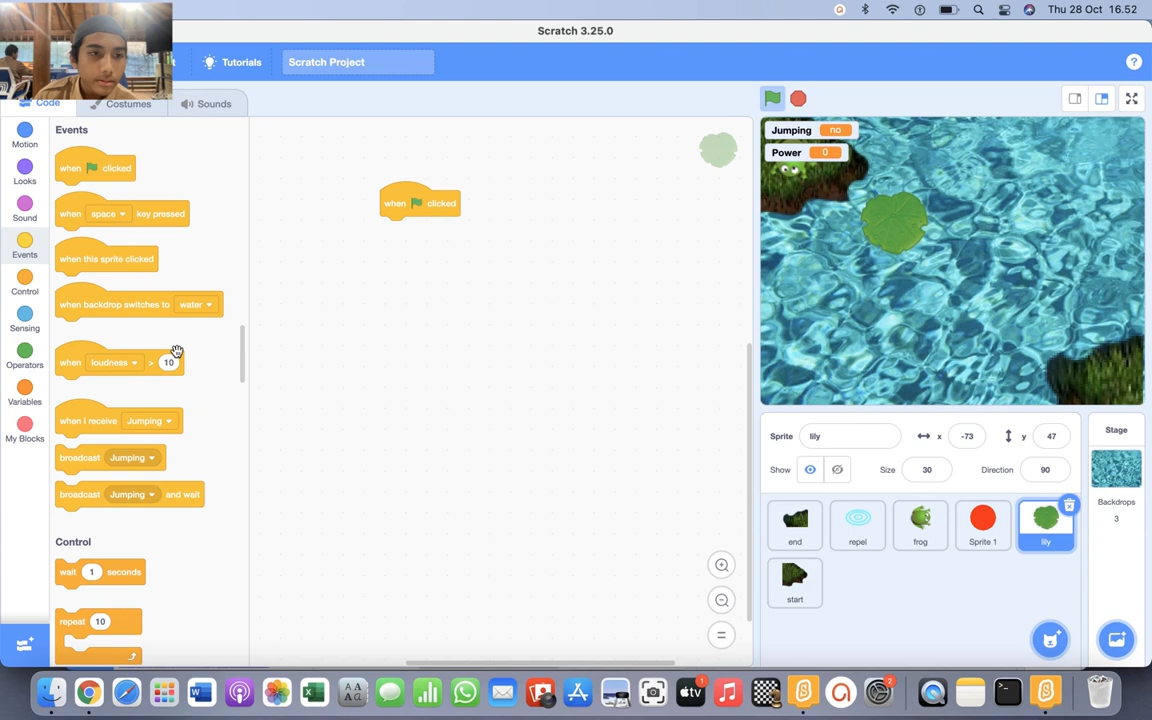 Thu 28 Oct 16.52
Scratch 3.25.0
Tutorials
Scratch Project
?
Code
Costumes
Sounds
Motion
Looks
Sound
Events
Control
Sensing
Operators
Variables
My Blocks
Events
when clicked
when space key pressed
when this sprite clicked
when backdrop switches to water
when loudness > 10
when I receive Jumping
broadcast Jumping
broadcast Jumping and wait
Control
wait 1 seconds
repeat 10
when clicked
Jumping no
Power 0
Sprite lily x -73 y 47
Show Size 30 Direction 90
end
repel
frog
Sprite 1
lily
start
Stage
Backdrops
3
1
2